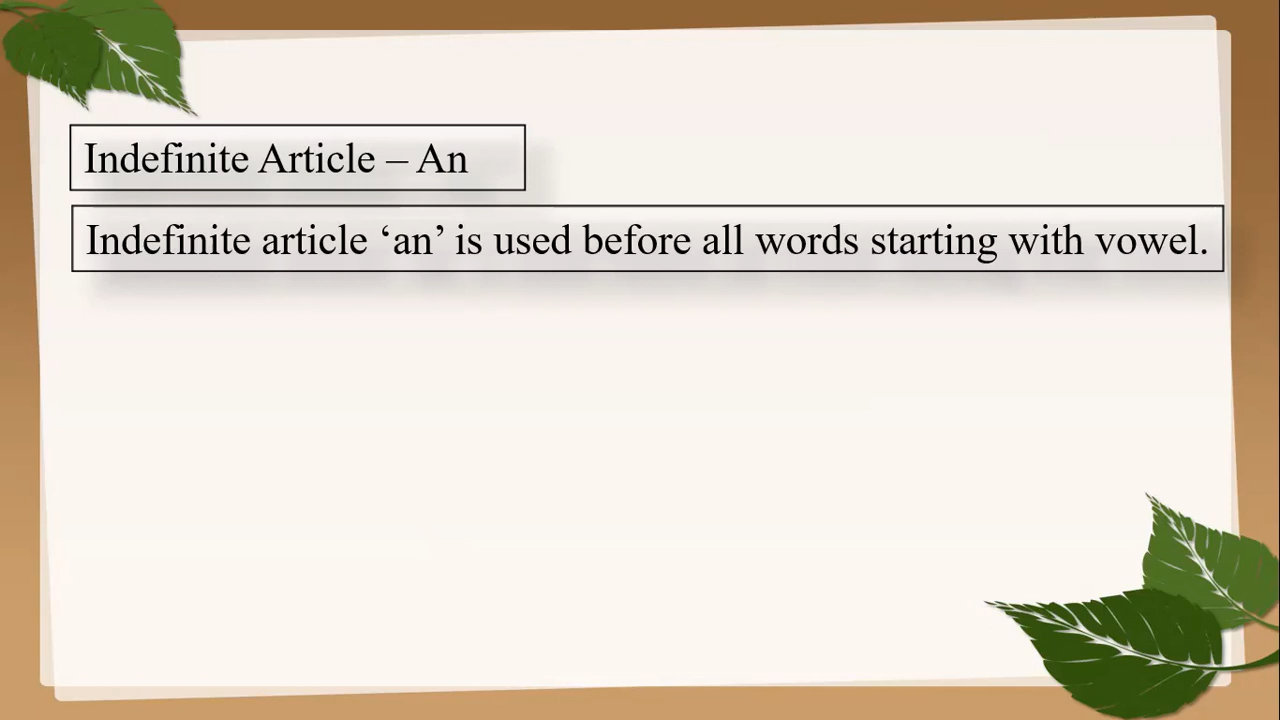 Indefinite Article – An
Indefinite article ‘an’ is used before all words starting with vowel.